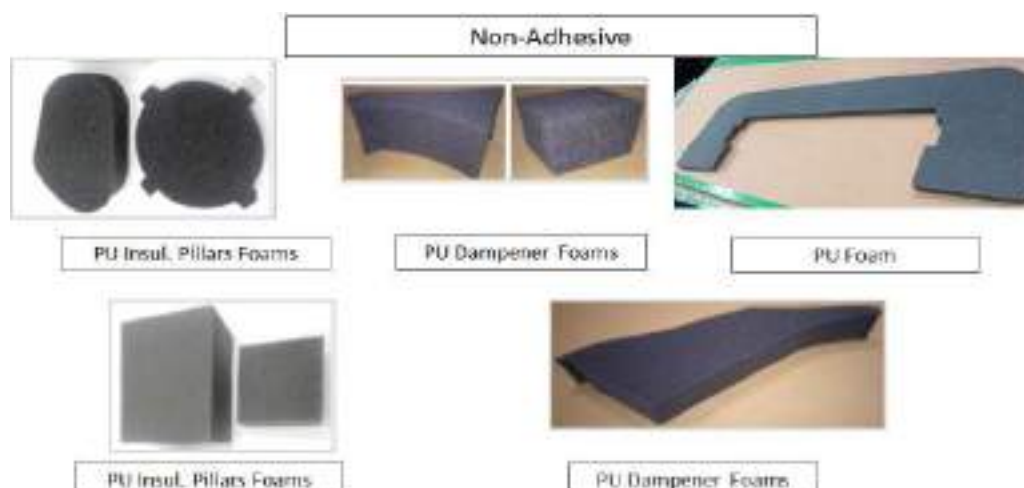 Non-Adhesive
PU Insul. Pillars Foams
PU Dampener Foams
PU Foam
PU Insul. Pillars Foams
PU Dampener Foams